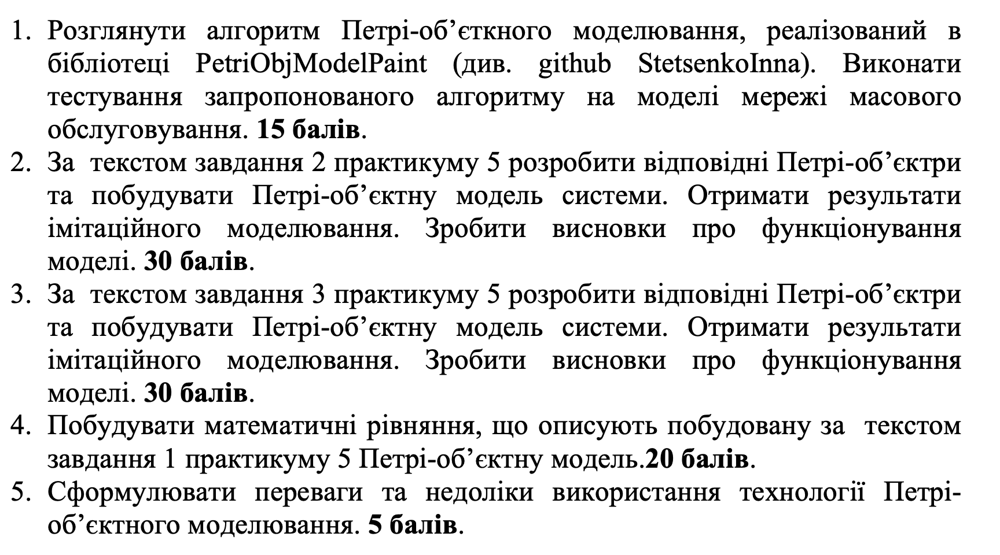 1. Розглянути алгоритм Петрі-об’єткного моделювання, реалізований в
бібліотеці PetriObjModelPaint (див. github StetsenkoInna). Виконати
тестування запропонованого алгоритму на моделі мережі масового
обслуговування. 15 балів.
2. За текстом завдання 2 практикуму 5 розробити відповідні Петрі-об’єктри
та побудувати Петрі-об’єктну модель системи. Отримати результати
імітаційного моделювання. Зробити висновки про функціонування
моделі. 30 балів.
3. За текстом завдання 3 практикуму 5 розробити відповідні Петрі-об’єктри
та побудувати Петрі-об’єктну модель системи. Отримати результати
імітаційного моделювання. Зробити висновки про функціонування
моделі. 30 балів.
4. Побудувати математичні рівняння, що описують побудовану за текстом
завдання 1 практикуму 5 Петрі-об’єктну модель.20 балів.
5. Сформулювати переваги та недоліки використання технології Петрі-
об’єктного моделювання. 5 балів.